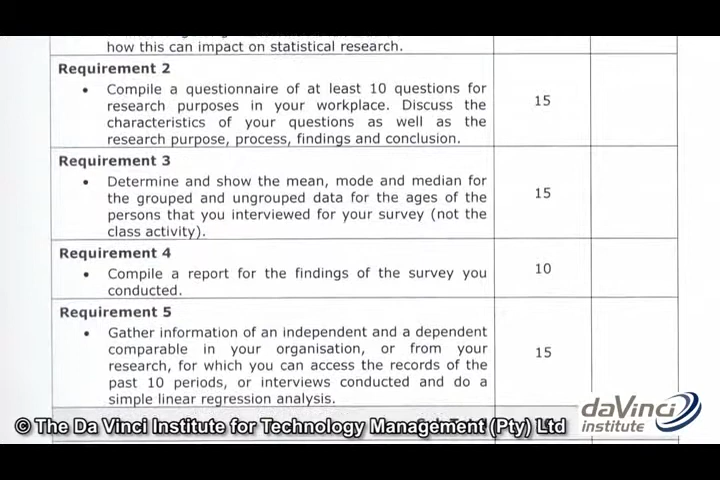 how this can impact on statistical research.
Requirement 2
• Compile a questionnaire of at least 10 questions for
research purposes in your workplace. Discuss the
characteristics of your questions as well as the
research purpose, process, findings and conclusion.
15
Requirement 3
• Determine and show the mean, mode and median for
the grouped and ungrouped data for the ages of the
persons that you interviewed for your survey (not the
class activity).
15
Requirement 4
• Compile a report for the findings of the survey you
conducted.
10
Requirement 5
• Gather information of an independent and a dependent
comparable in your organisation, or from your
research, for which you can access the records of the
past 10 periods, or interviews conducted and do a
simple linear regression analysis.
15
© The Da Vinci Institute for Technology Management (Pty) Ltd
daVinci
institute